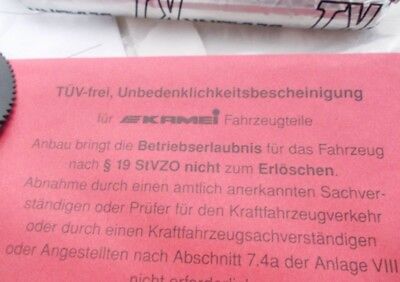 TÜV-frei, Unbedenklichkeitsbescheinigung
für KAMEI Fahrzeugteile
Anbau bringt die Betriebserlaubnis für das Fahrzeug
nach § 19 StVZO nicht zum Erlöschen.
Abnahme durch einen amtlich anerkannten Sachver-
ständigen oder Prüfer für den Kraftfahrzeugverkehr
oder durch einen Kraftfahrzeugsachverständigen
oder Angestellten nach Abschnitt 7.4a der Anlage VIII
nicht erforderlich